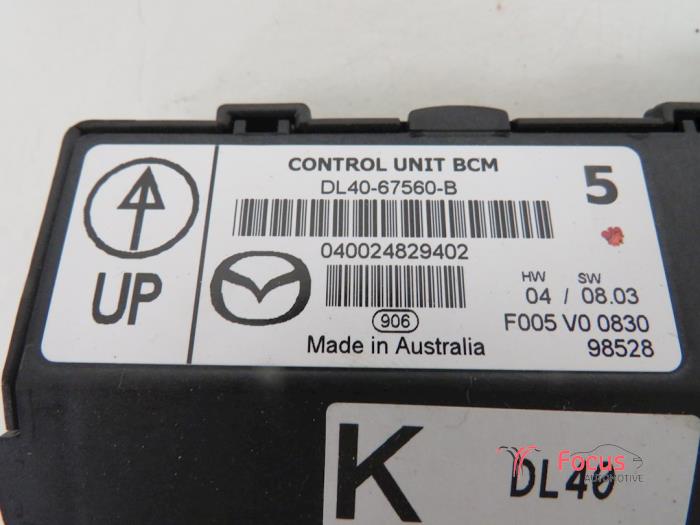 CONTROL UNIT BCM
DL40-67560-B
5
040024829402
UP
HW SW
04 / 08.03
906
F005 V0 0830
Made in Australia
98528
K
DL40
Focus
AUTOMOTIVE